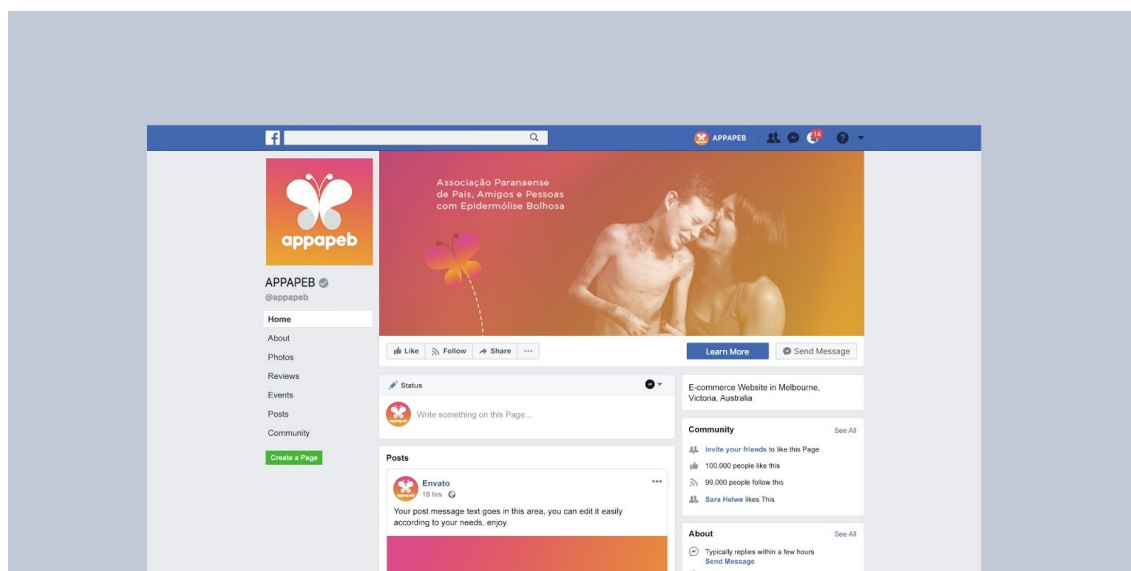 f
APPAPEB
14
?
appapeb
APPAPEB
@appapeb
Home
About
Photos
Reviews
Events
Posts
Community
Create a Page
Associação Paranaense
de Pais, Amigos e Pessoas
com Epidermólise Bolhosa
Like
Follow
Share
Learn More
Send Message
Status
Write something on this Page...
Posts
Envato
18 hrs
Your post message text goes in this area, you can edit it easily
according to your needs, enjoy.
E-commerce Website in Melbourne,
Victoria, Australia
Community
See All
Invite your friends to like this Page
100,000 people like this
99,000 people follow this
Sara Helwe likes This
About
See All
Typically replies within a few hours
Send Message